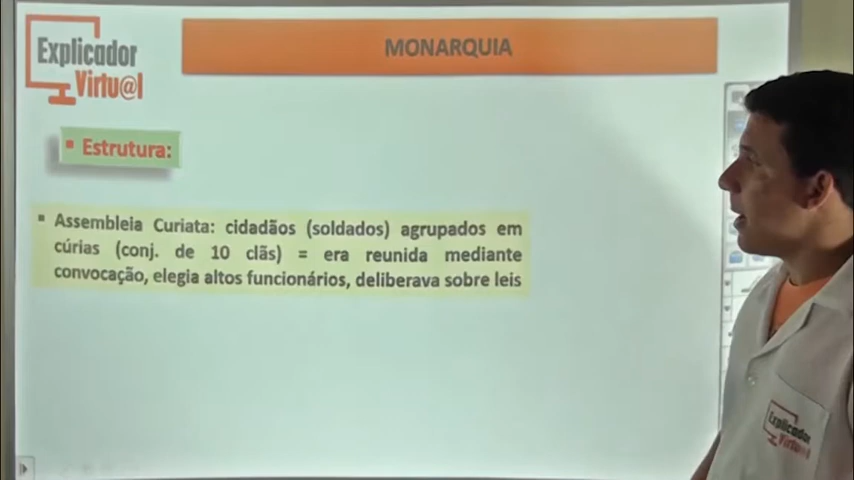 Explicador
Virtu@l
MONARQUIA
▪ Estrutura:
▪ Assembleia Curiata: cidadãos (soldados) agrupados em
cúrias (conj. de 10 clãs) = era reunida mediante
convocação, elegia altos funcionários, deliberava sobre leis
Explicador
Virtu@l